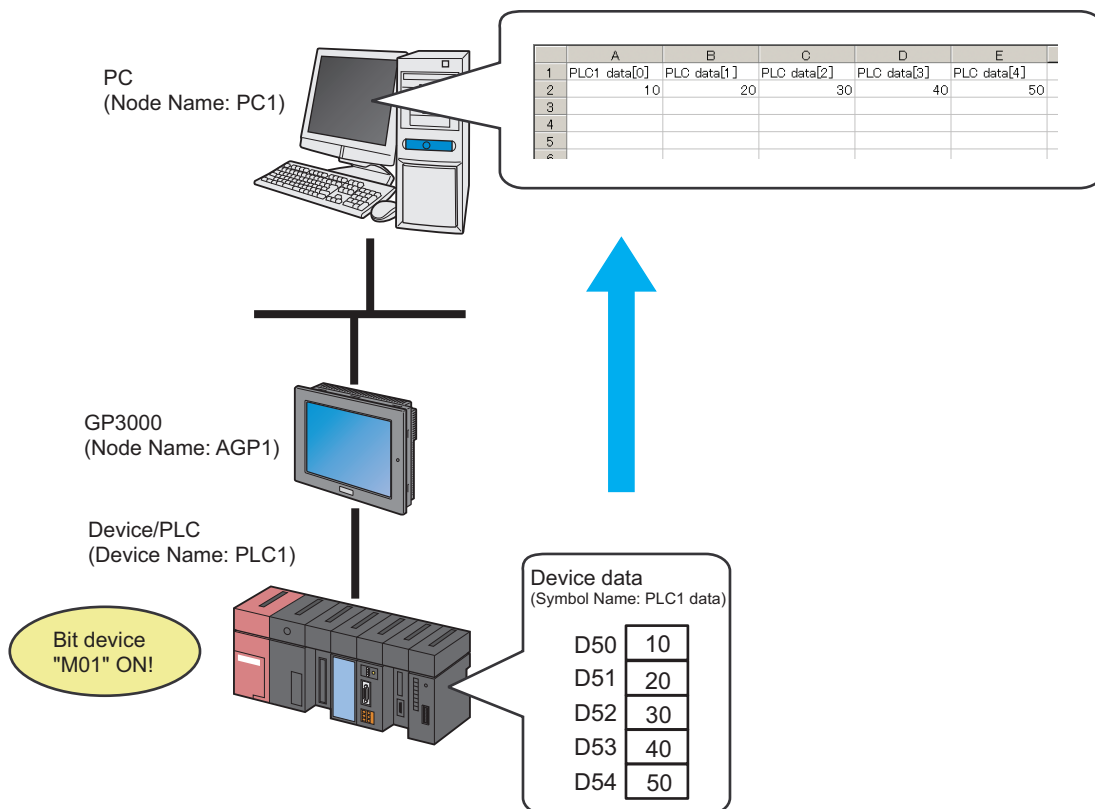 PC
(Node Name: PC1)
A B C D E
1 PLC1 data[0] PLC data[1] PLC data[2] PLC data[3] PLC data[4]
2 10 20 30 40 50
3
4
5
6
GP3000
(Node Name: AGP1)
Device/PLC
(Device Name: PLC1)
Bit device
"M01" ON!
Device data
(Symbol Name: PLC1 data)
D50 10
D51 20
D52 30
D53 40
D54 50